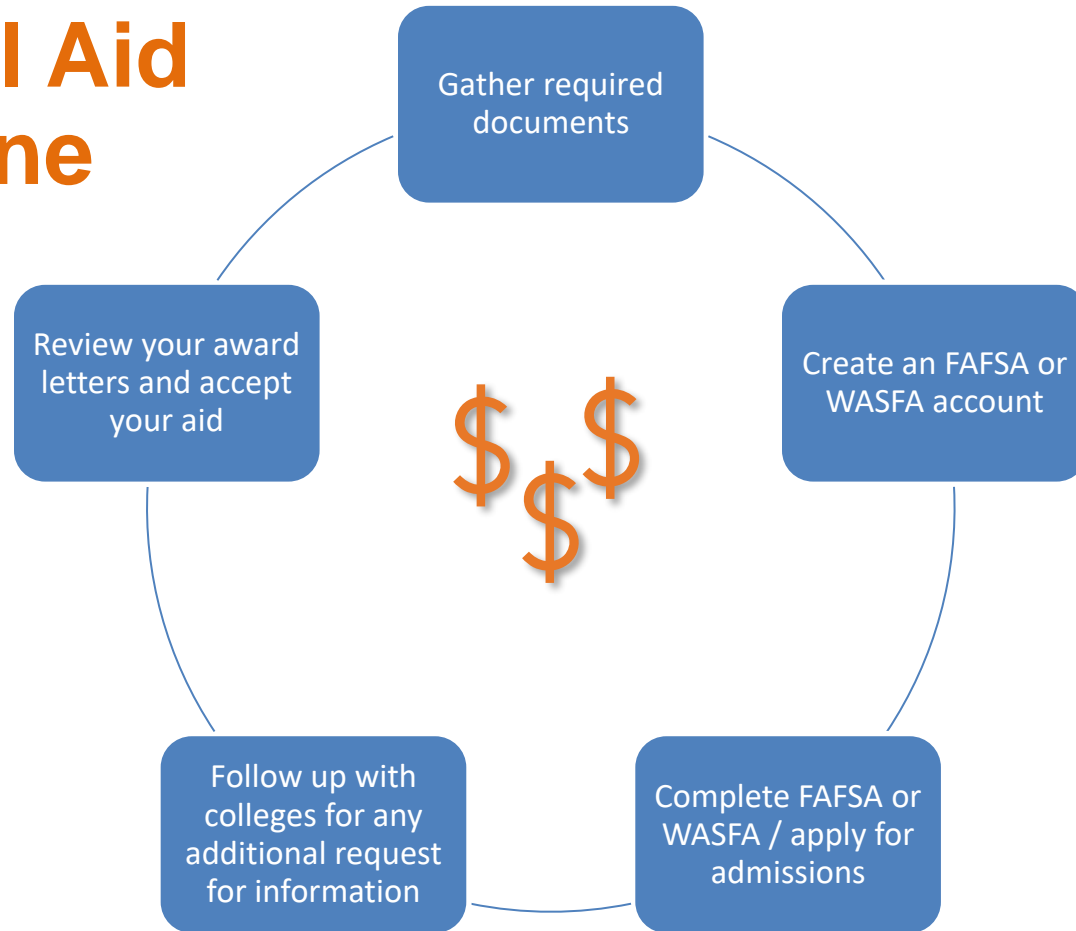 l Aid
ne
Gather required
documents
Create an FAFSA or
WASFA account
Complete FAFSA or
WASFA / apply for
admissions
Follow up with
colleges for any
additional request
for information
Review your award
letters and accept
your aid
$ $
$